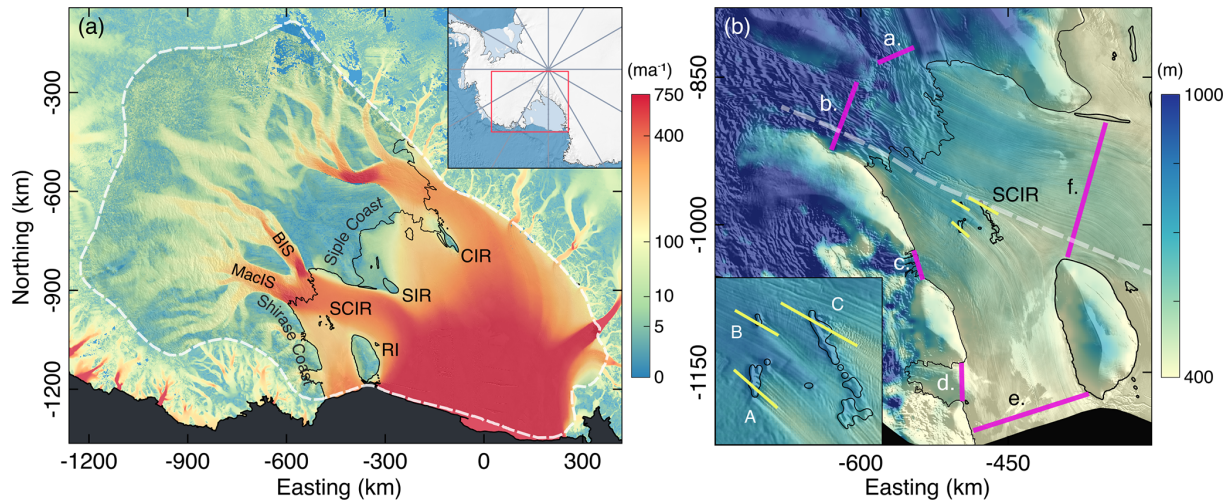 (a)
(ma⁻¹)
750
400
100
10
5
0
Northing (km)
-300
-600
-900
-1200
BIS
MacIS
Siple Coast
Shirase Coast
CIR
SIR
SCIR
RI
-1200
-900
-600
-300
0
300
Easting (km)
(b)
(m)
1000
400
-850
-1000
-1150
a.
b.
c.
d.
e.
f.
SCIR
A
B
C
-600
-450
Easting (km)